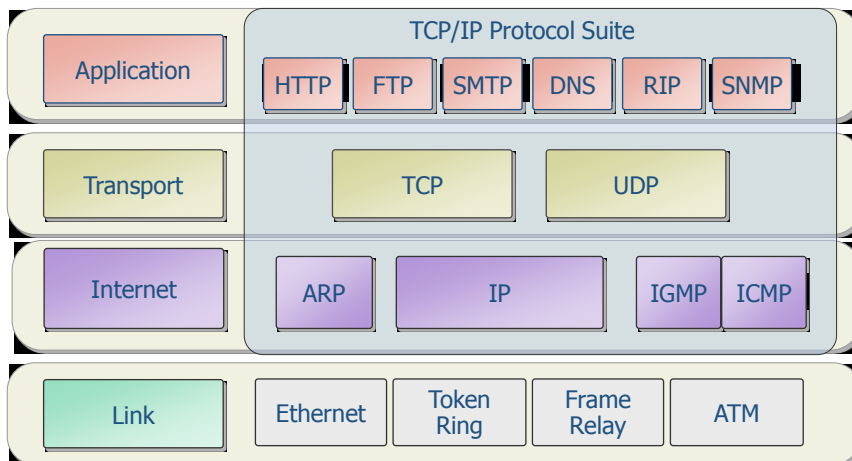 TCP/IP Protocol Suite
Application
HTTP
FTP
SMTP
DNS
RIP
SNMP
Transport
TCP
UDP
Internet
ARP
IP
IGMP
ICMP
Link
Ethernet
Token
Ring
Frame
Relay
ATM